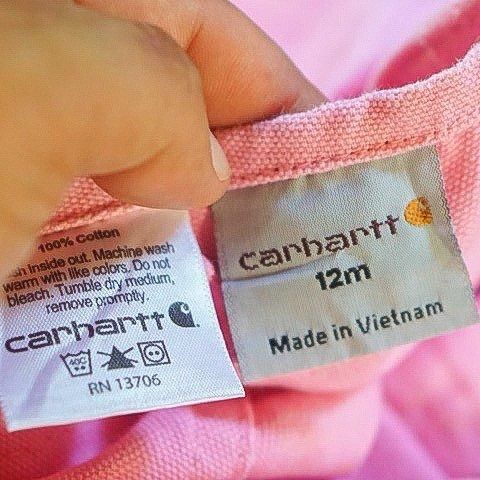 100% Cotton
inside out. Machine wash
warm with like colors. Do not
bleach. Tumble dry medium,
remove promptly.
carhartt
40C
RN 13706
carhartt
12m
Made in Vietnam